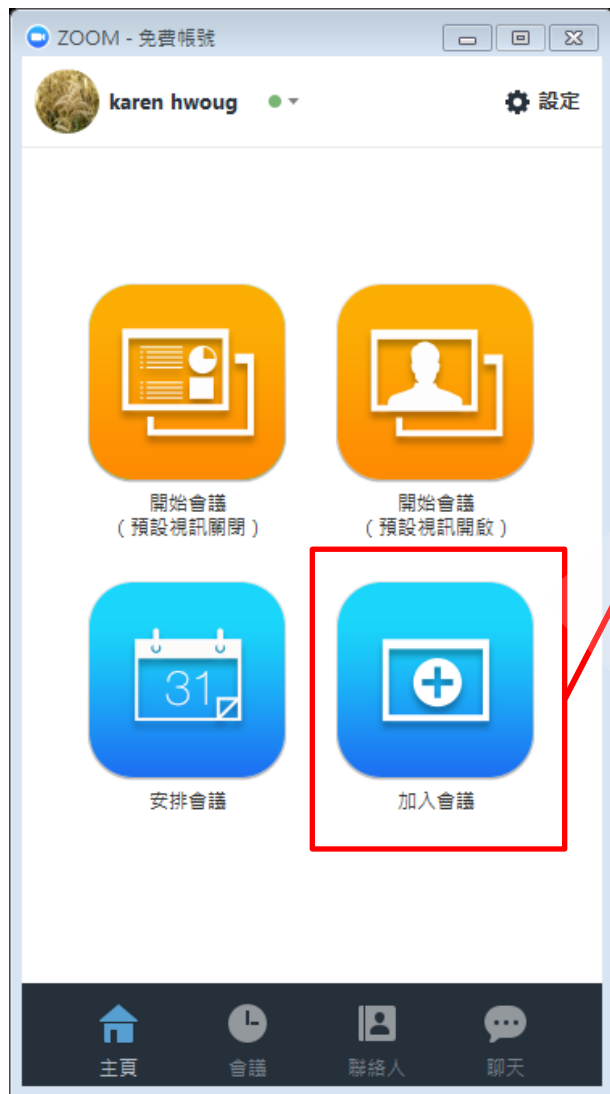 ZOOM - 免費帳號
karen hwoug
設定
開始會議
（預設視訊關閉）
開始會議
（預設視訊開啟）
31
安排會議
加入會議
主頁
會議
聯絡人
聊天